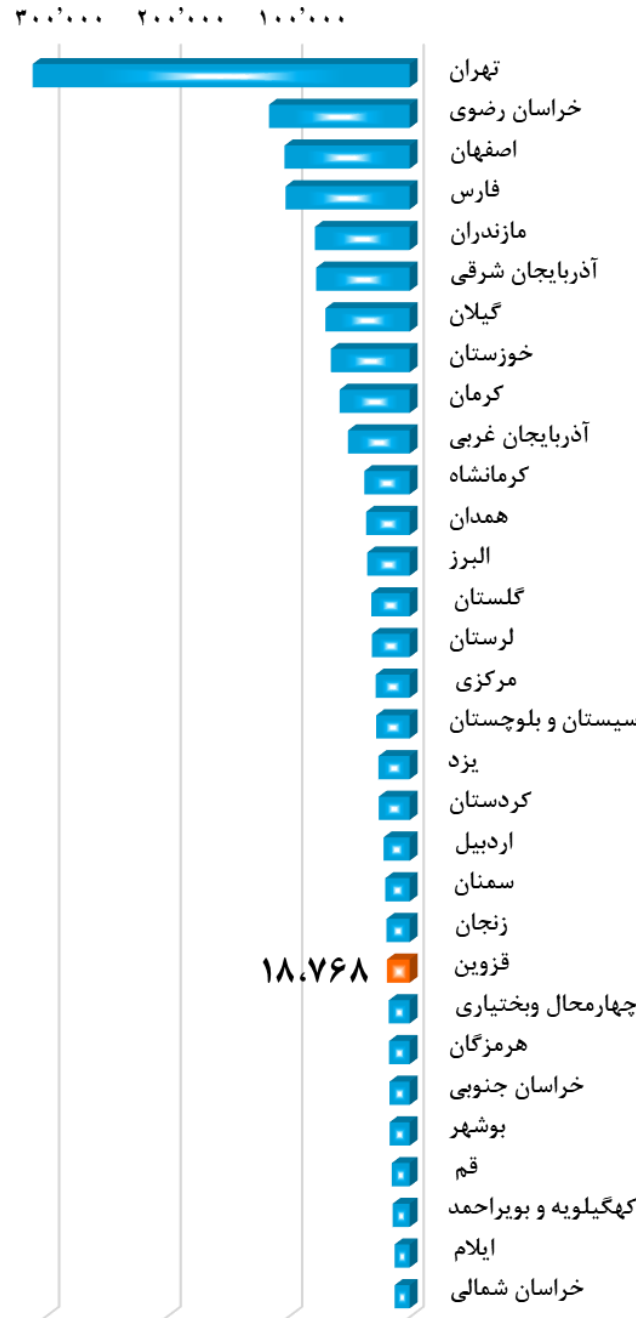 ۳۰۰٬۰۰۰ ۲۰۰٬۰۰۰ ۱۰۰٬۰۰۰
تهران
خراسان رضوی
اصفهان
فارس
مازندران
آذربایجان شرقی
گیلان
خوزستان
کرمان
آذربایجان غربی
کرمانشاه
همدان
البرز
گلستان
لرستان
مرکزی
سیستان و بلوچستان
یزد
کردستان
اردبیل
سمنان
زنجان
قزوین ۱۸،۷۶۸
چهارمحال وبختیاری
هرمزگان
خراسان جنوبی
بوشهر
قم
کهگیلویه و بویراحمد
ایلام
خراسان شمالی